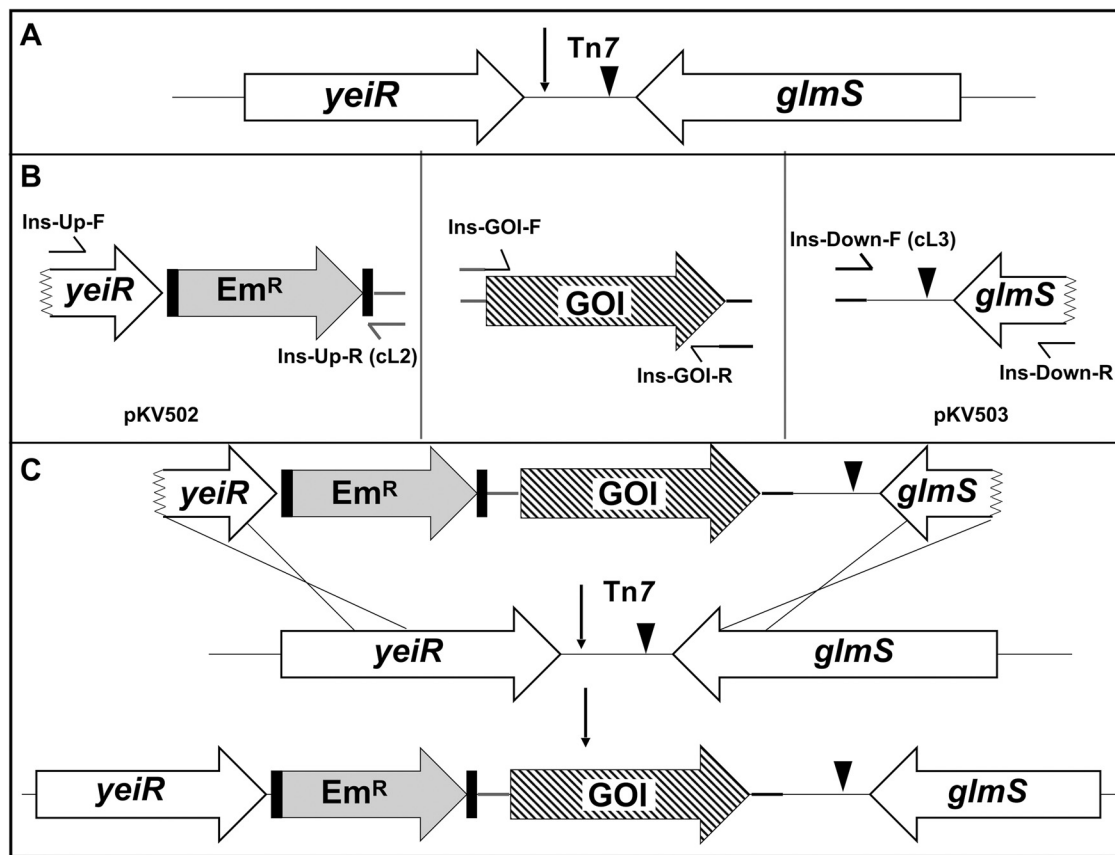 A
Tn7
yeiR
glmS
B
Ins-Up-F
yeiR
EmR
Ins-Up-R (cL2)
pKV502
Ins-GOI-F
GOI
Ins-GOI-R
Ins-Down-F (cL3)
glmS
Ins-Down-R
pKV503
C
yeiR
EmR
GOI
glmS
Tn7
yeiR
glmS
yeiR
EmR
GOI
glmS